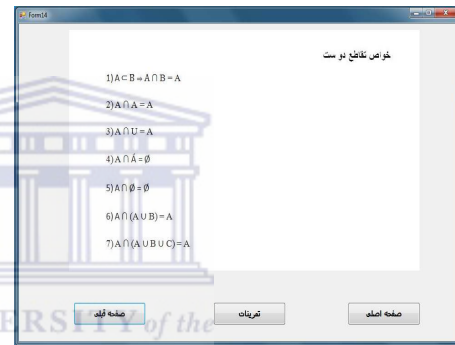 Form14
خواص تقاطع دو ست
1) A ⊂ B ⇒ A ∩ B = A
2) A ∩ A = A
3) A ∩ U = A
4) A ∩ Á = Ø
5) A ∩ Ø = Ø
6) A ∩ (A ∪ B) = A
7) A ∩ (A ∪ B ∪ C) = A
صفحه قبلی
تمرینات
صفحه اصلی
ERSITY of the